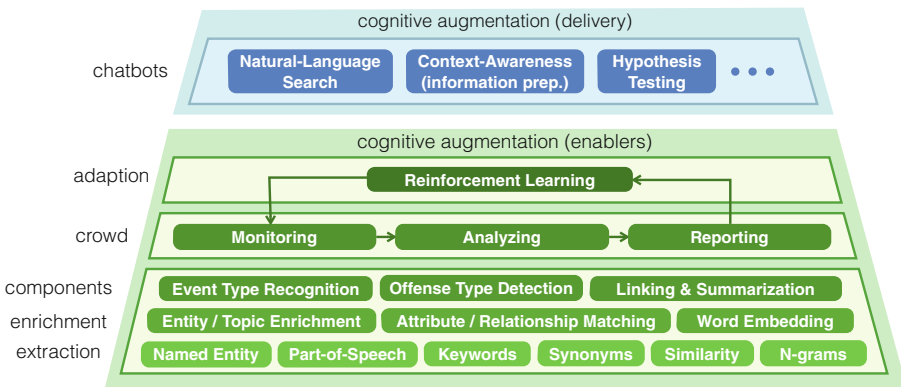 cognitive augmentation (delivery)
chatbots
Natural-Language
Search
Context-Awareness
(information prep.)
Hypothesis
Testing
cognitive augmentation (enablers)
adaption
Reinforcement Learning
crowd
Monitoring
Analyzing
Reporting
components
Event Type Recognition
Offense Type Detection
Linking & Summarization
enrichment
Entity / Topic Enrichment
Attribute / Relationship Matching
Word Embedding
extraction
Named Entity
Part-of-Speech
Keywords
Synonyms
Similarity
N-grams